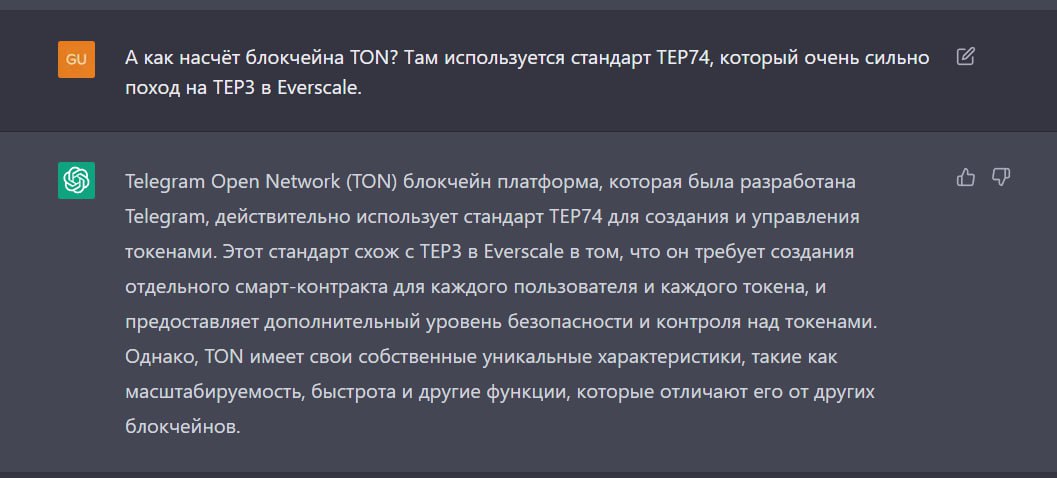 GU
А как насчёт блокчейна TON? Там используется стандарт TEP74, который очень сильно
поход на TEP3 в Everscale.
Telegram Open Network (TON) блокчейн платформа, которая была разработана
Telegram, действительно использует стандарт TEP74 для создания и управления
токенами. Этот стандарт схож с TEP3 в Everscale в том, что он требует создания
отдельного смарт-контракта для каждого пользователя и каждого токена, и
предоставляет дополнительный уровень безопасности и контроля над токенами.
Однако, TON имеет свои собственные уникальные характеристики, такие как
масштабируемость, быстрота и другие функции, которые отличают его от других
блокчейнов.